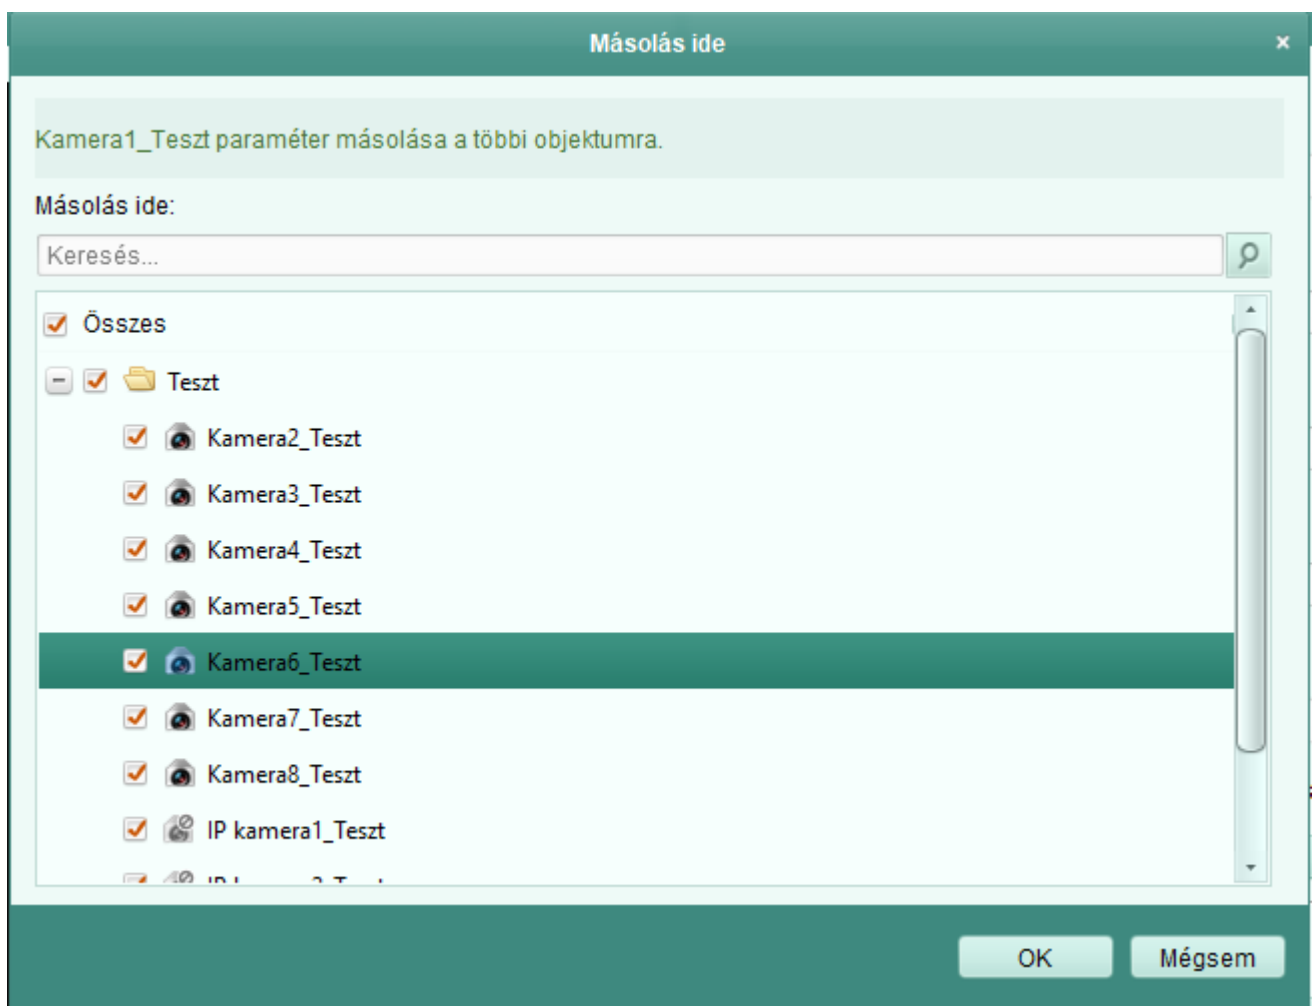 Másolás ide
Kamera1_Teszt paraméter másolása a többi objektumra.
Másolás ide:
Keresés...
Összes
Teszt
Kamera2_Teszt
Kamera3_Teszt
Kamera4_Teszt
Kamera5_Teszt
Kamera6_Teszt
Kamera7_Teszt
Kamera8_Teszt
IP kamera1_Teszt
OK Mégsem